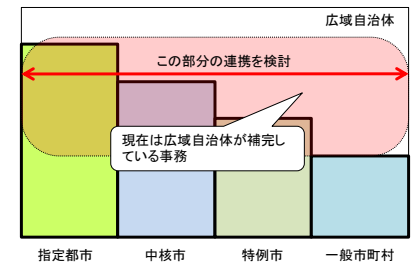 広域自治体
この部分の連携を検討
現在は広域自治体が補完し
ている事務
指定都市
中核市
特例市
一般市町村